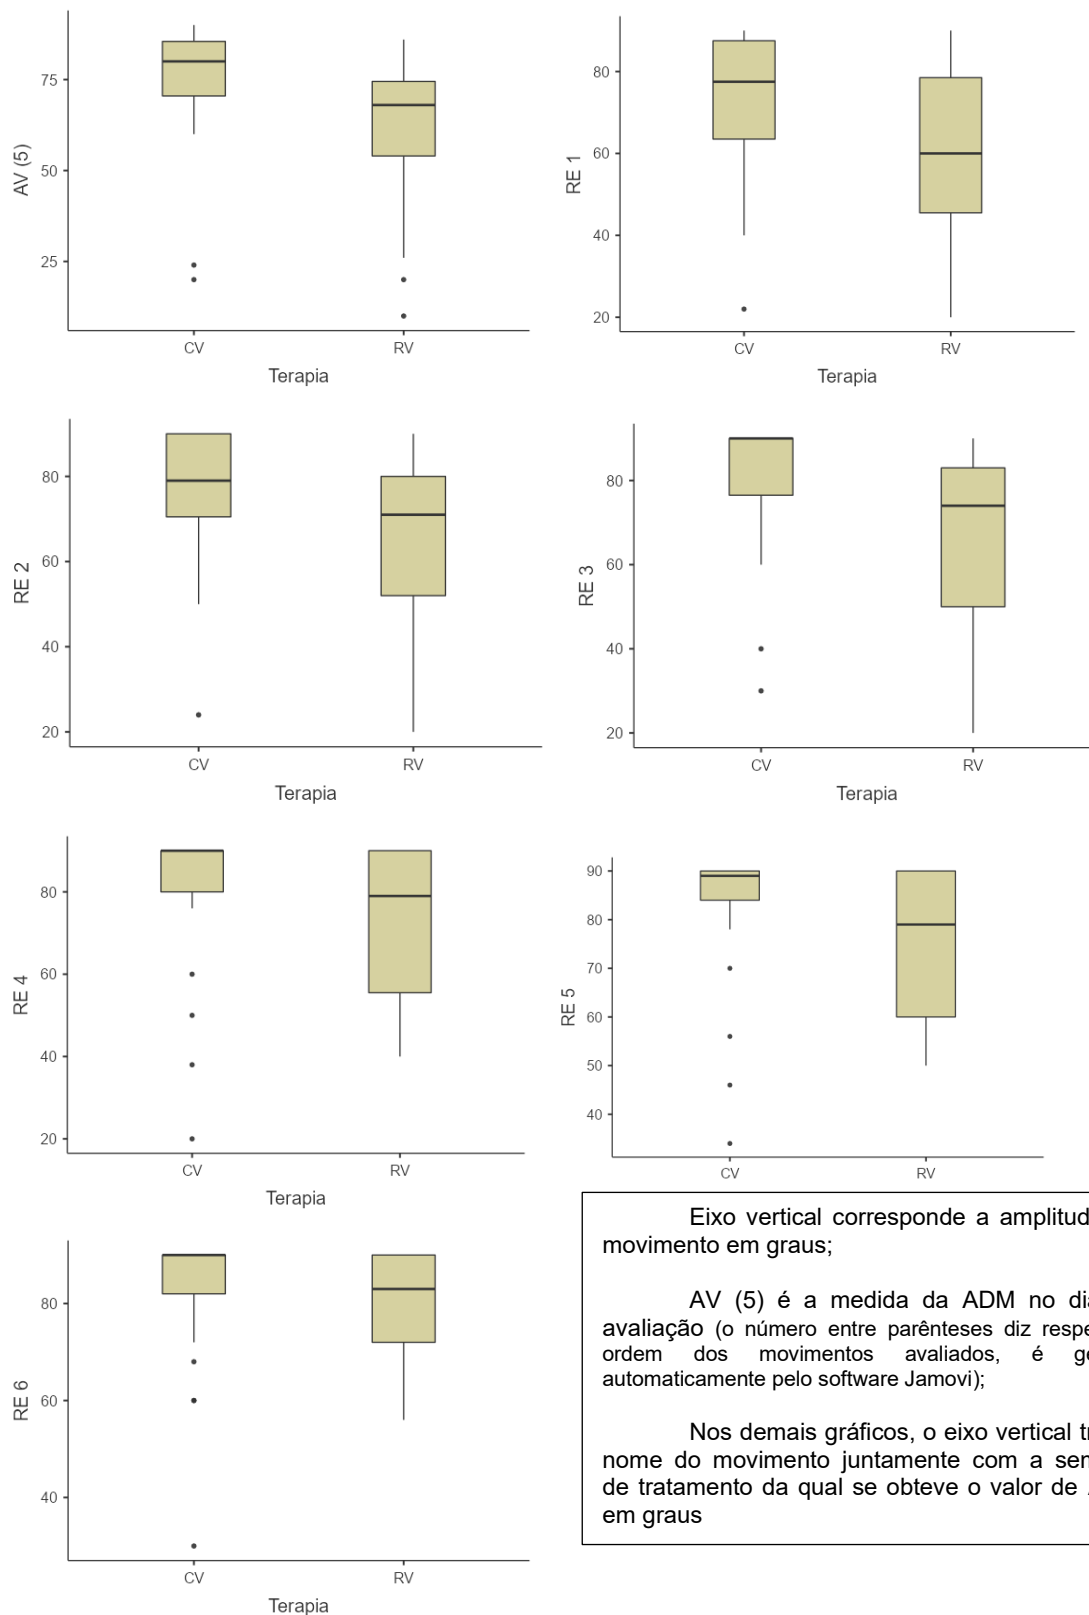 75
50
25
AV (5)
CV
RV
Terapia
80
60
40
20
RE 1
CV
RV
Terapia
80
60
40
20
RE 2
CV
RV
Terapia
80
60
40
20
RE 3
CV
RV
Terapia
80
60
40
20
RE 4
CV
RV
Terapia
90
80
70
60
50
40
RE 5
CV
RV
80
60
40
RE 6
CV
RV
Terapia
Eixo vertical corresponde a
movimento em graus;
AV (5) é a medida da ADM no
avaliação (o número entre parênteses diz
ordem dos movimentos avaliados, é
automaticamente pelo software Jamovi);
Nos demais gráficos, o eixo vertical
nome do movimento juntamente com a
de tratamento da qual se obteve o valor de
em graus